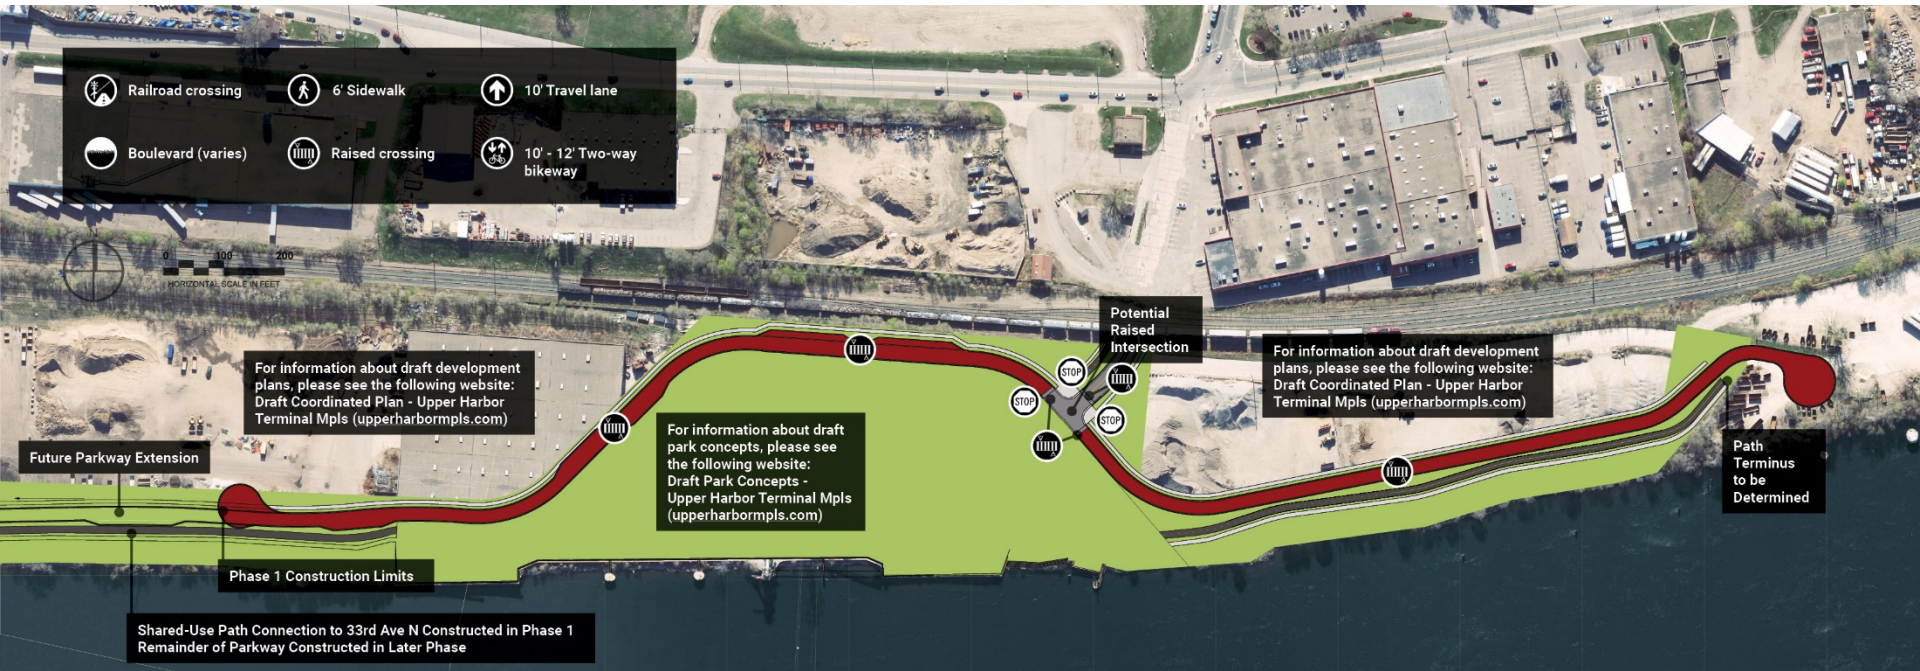 Railroad crossing
6' Sidewalk
10' Travel lane
Boulevard (varies)
Raised crossing
10' - 12' Two-way
bikeway
0 100 200
HORIZONTAL SCALE IN FEET
Potential
Raised
Intersection
For information about draft development
plans, please see the following website:
Draft Coordinated Plan - Upper Harbor
Terminal Mpls (upperharbormpls.com)
For information about draft development
plans, please see the following website:
Draft Coordinated Plan - Upper Harbor
Terminal Mpls (upperharbormpls.com)
STOP
STOP
STOP
For information about draft
park concepts, please see
the following website:
Draft Park Concepts -
Upper Harbor Terminal Mpls
(upperharbormpls.com)
Future Parkway Extension
Path
Terminus
to be
Determined
Phase 1 Construction Limits
Shared-Use Path Connection to 33rd Ave N Constructed in Phase 1
Remainder of Parkway Constructed in Later Phase